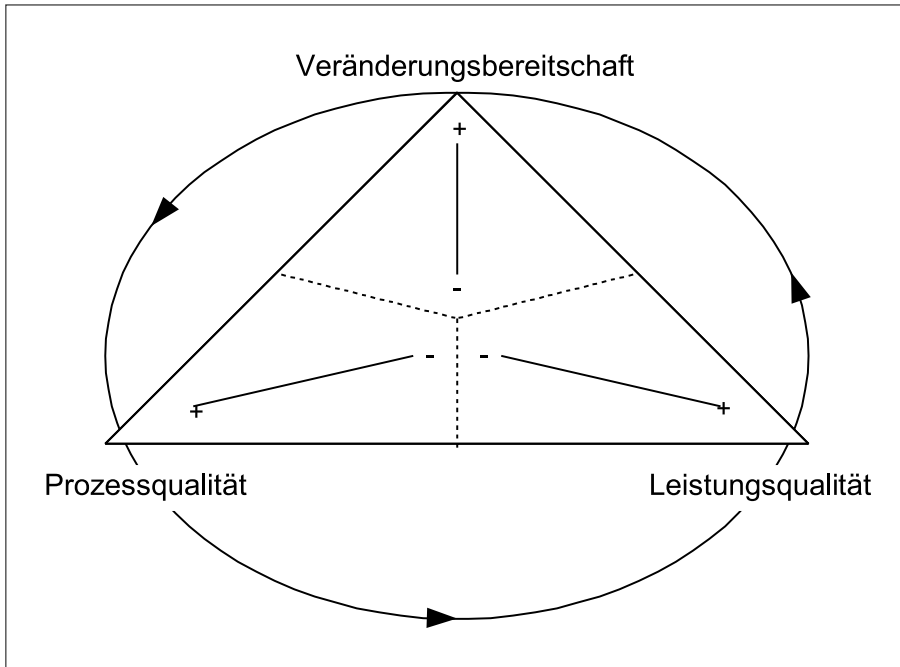 Veränderungsbereitschaft
+
-
- -
+ +
Prozessqualität Leistungsqualität